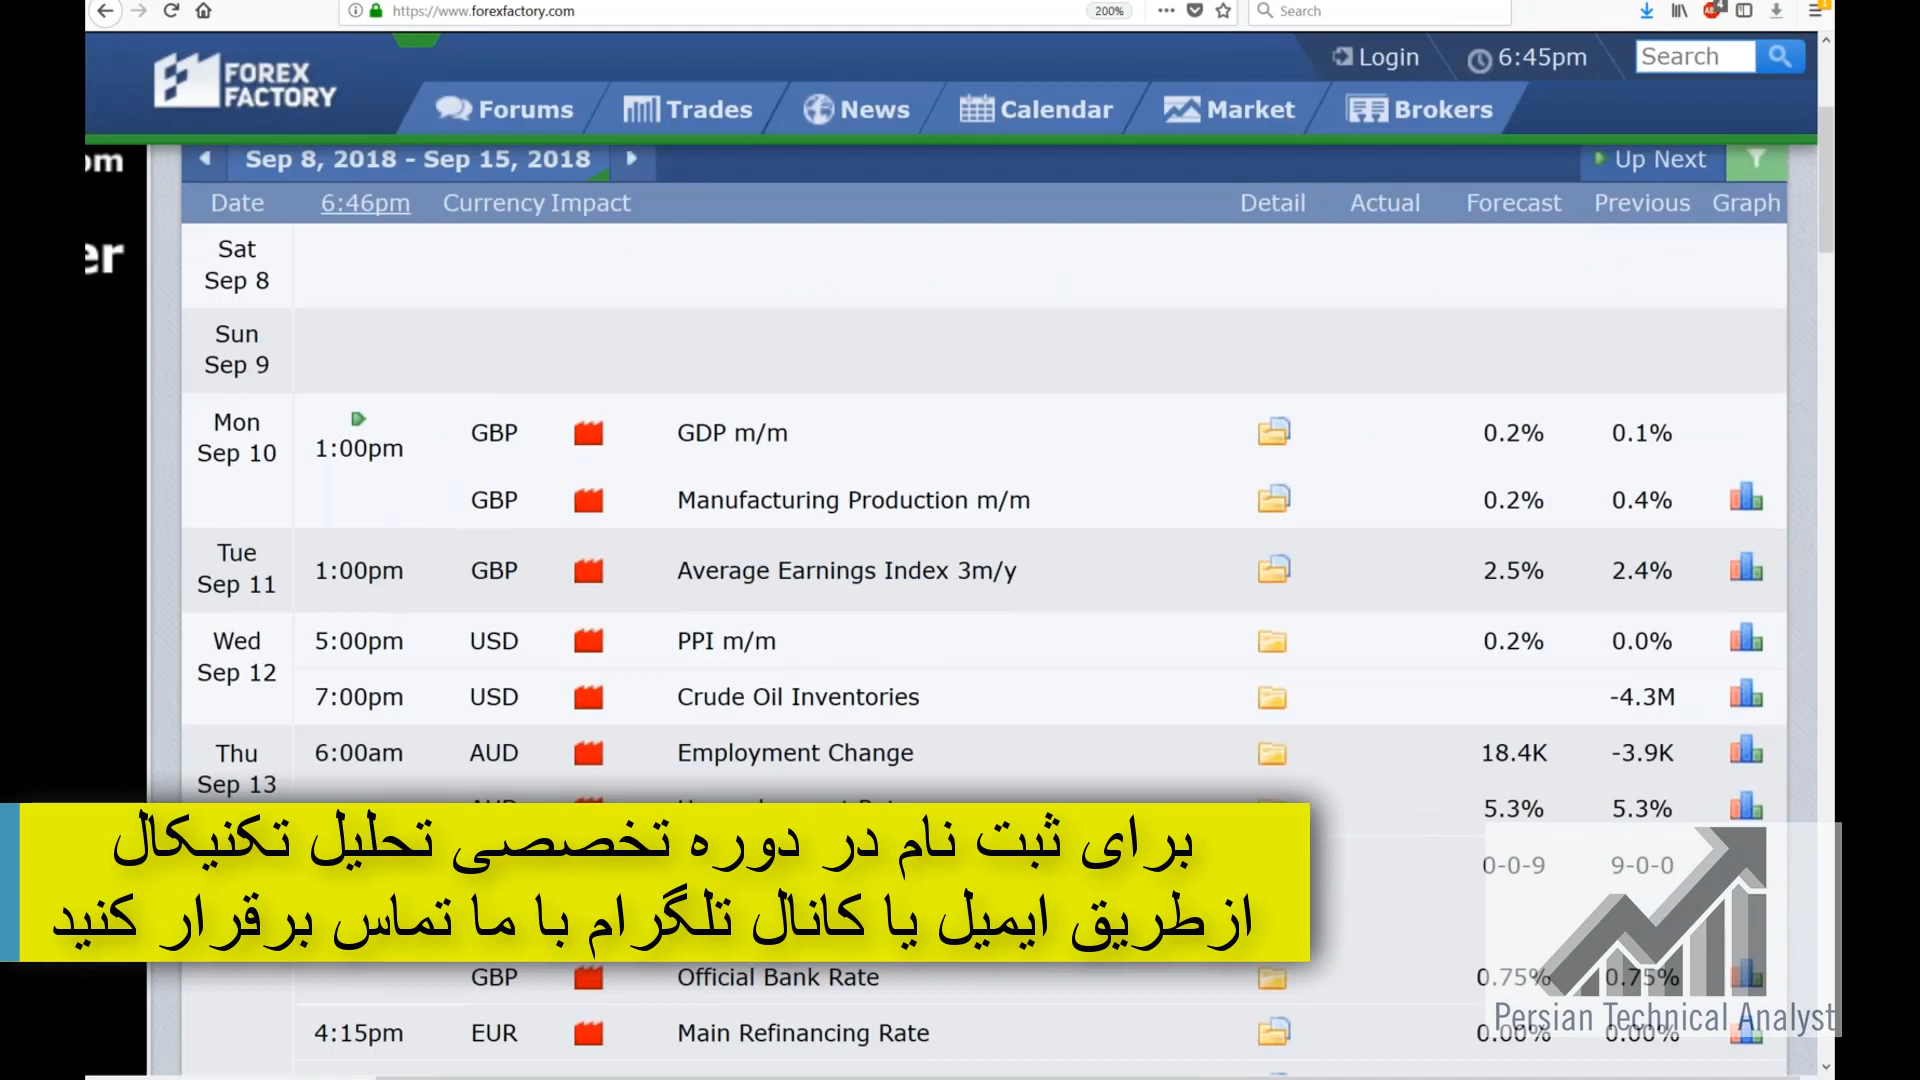 https://www.forexfactory.com
200%
Search
FOREX FACTORY
Login
6:45pm
Search
Forums
Trades
News
Calendar
Market
Brokers
om
er
Sep 8, 2018 - Sep 15, 2018
Up Next
Date 6:46pm Currency Impact Detail Actual Forecast Previous Graph
Sat
Sep 8
Sun
Sep 9
Mon
Sep 10
1:00pm GBP GDP m/m 0.2% 0.1%
GBP Manufacturing Production m/m 0.2% 0.4%
Tue
Sep 11
1:00pm GBP Average Earnings Index 3m/y 2.5% 2.4%
Wed
Sep 12
5:00pm USD PPI m/m 0.2% 0.0%
7:00pm USD Crude Oil Inventories -4.3M
Thu
Sep 13
6:00am AUD Employment Change 18.4K -3.9K
5.3% 5.3%
برای ثبت نام در دوره تخصصی تحلیل تکنیکال
ازطریق ایمیل یا کانال تلگرام با ما تماس برقرار کنید
0-0-9 9-0-0
GBP Official Bank Rate 0.75% 0.75%
4:15pm EUR Main Refinancing Rate 0.00% 0.00%
Persian Technical Analyst